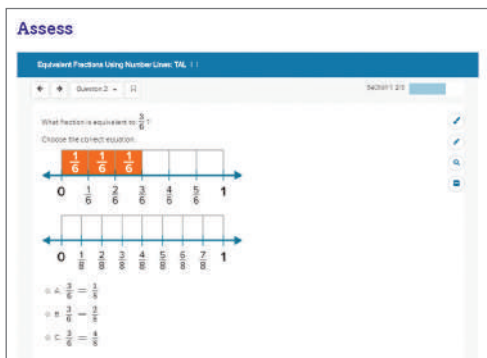 Assess
Equivalent Fractions Using Number Lines: TAL
Question 2
Section 1 2/3
What fraction is equivalent to 3/6?
Choose the correct equation.
1/6 1/6 1/6
0 1/6 2/6 3/6 4/6 5/6 1
0 1/8 2/8 3/8 4/8 5/8 6/8 7/8 1
A. 3/6 =
B. 3/6 =
C. 3/6 = 4/8